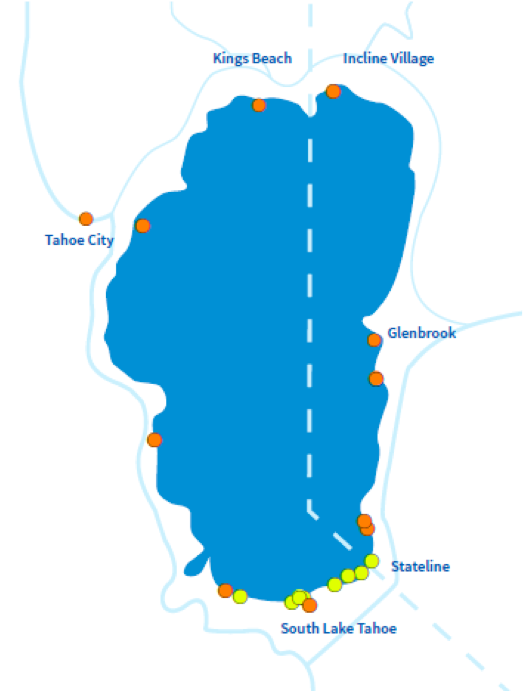 Kings Beach
Incline Village
Tahoe City
Glenbrook
Stateline
South Lake Tahoe